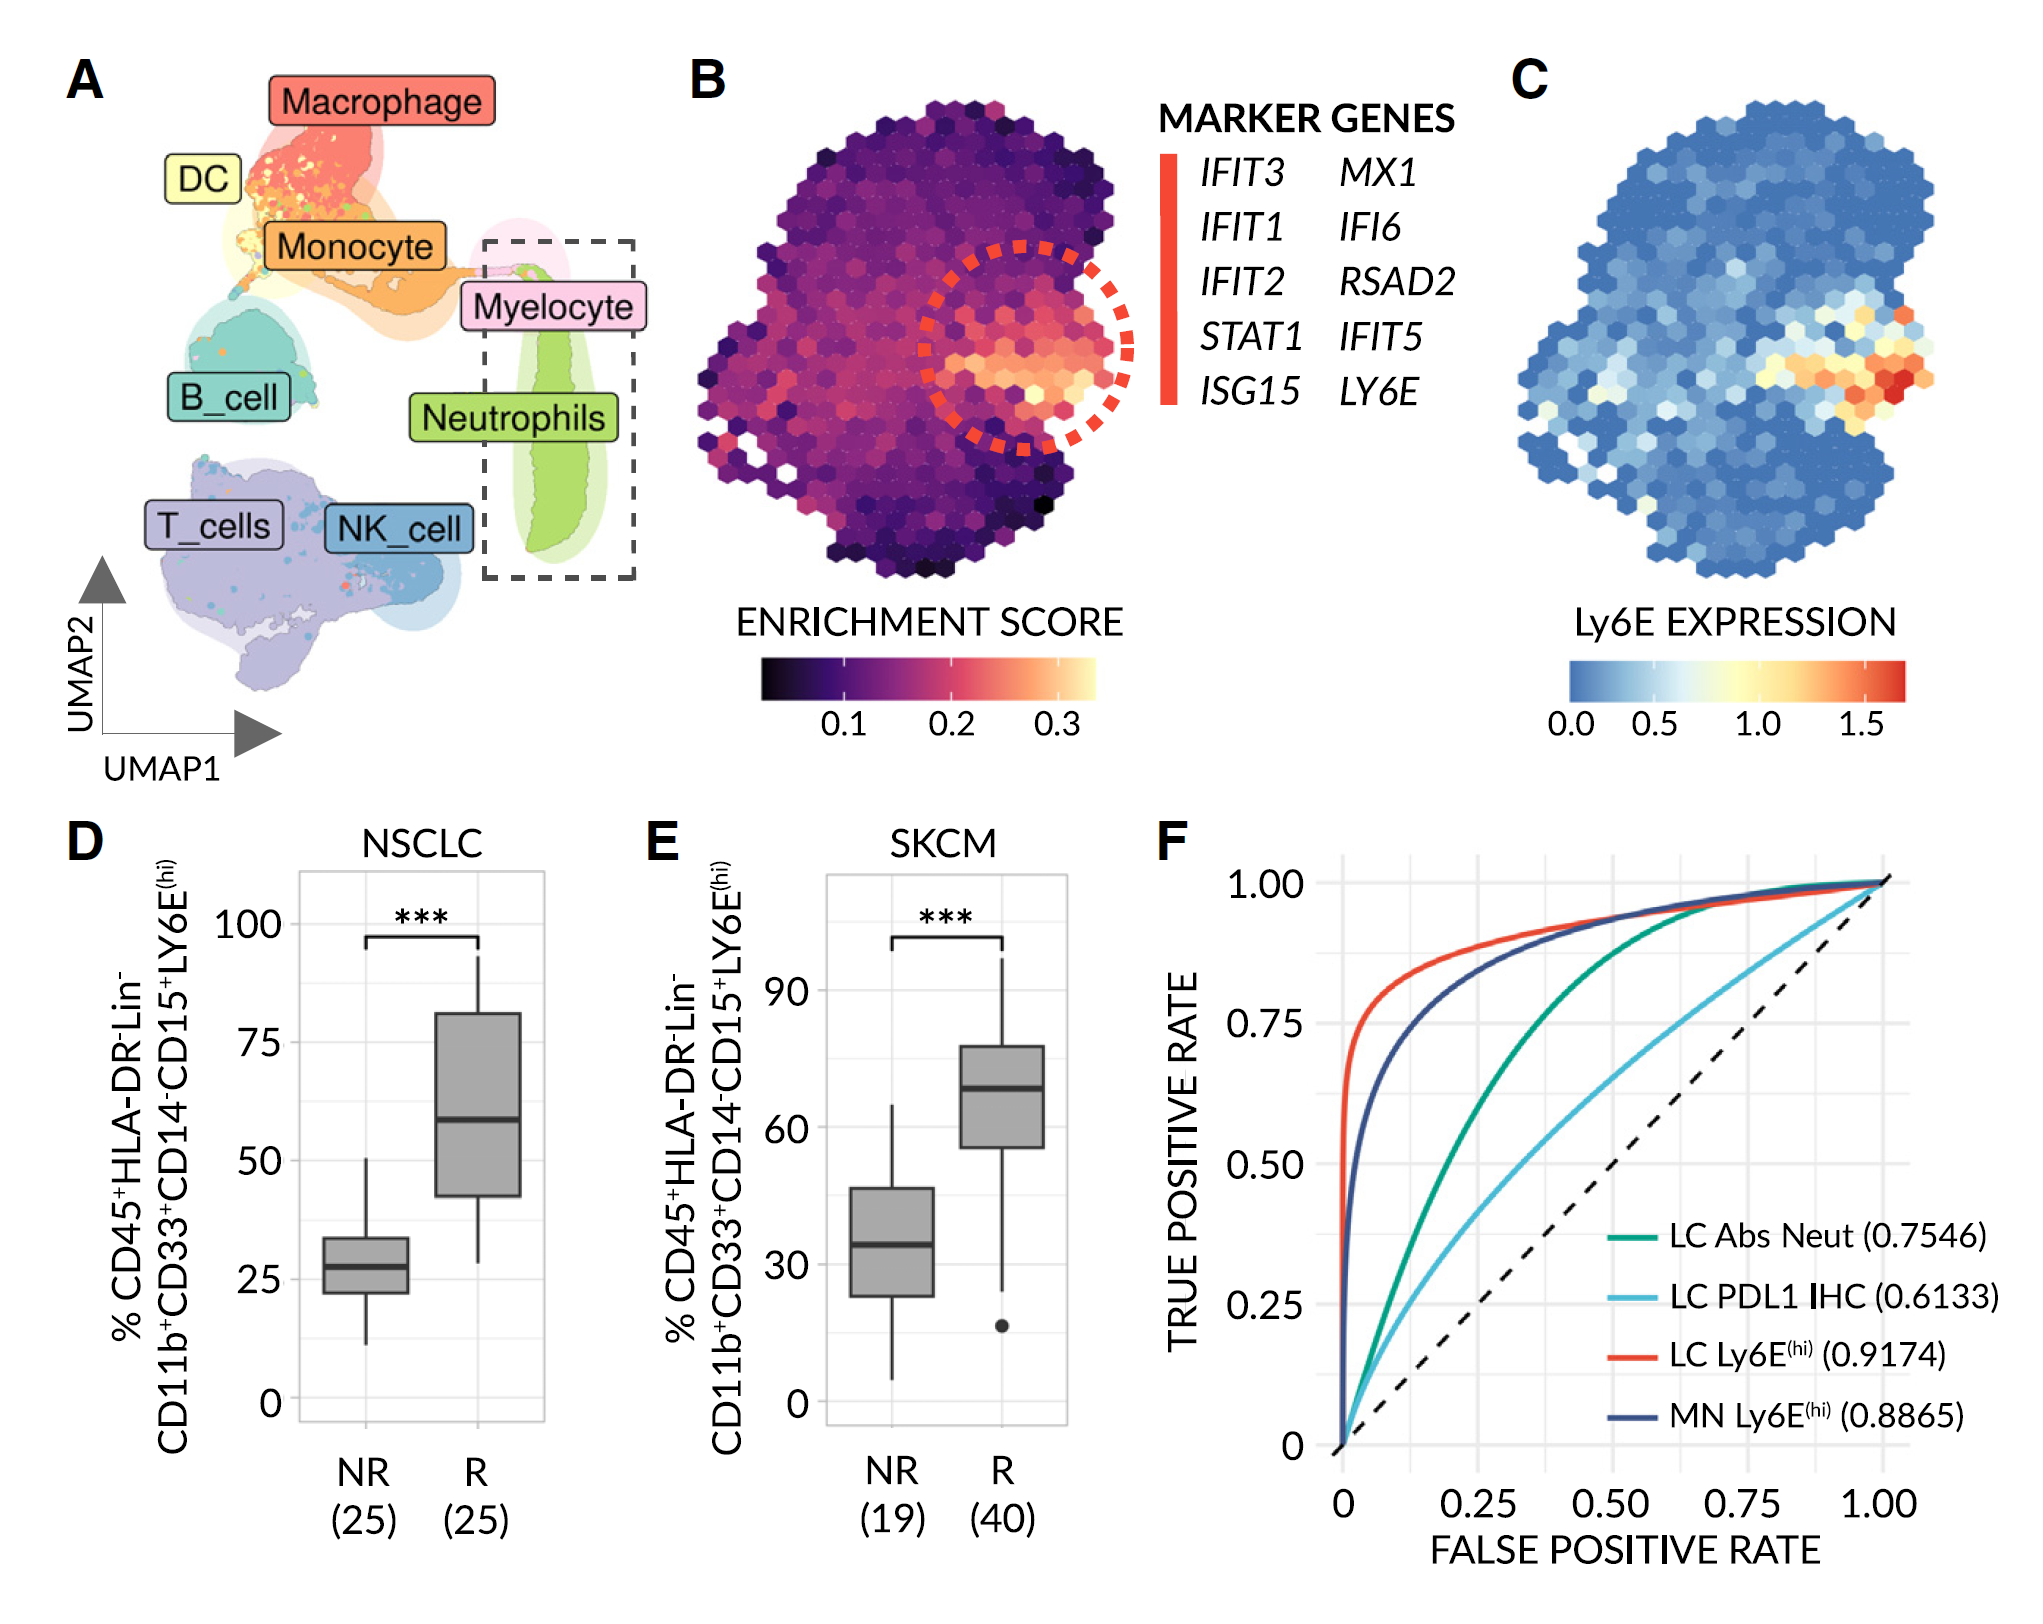 A
Macrophage
DC
Monocyte
Myelocyte
B_cell
Neutrophils
T_cells
NK_cell
UMAP2
UMAP1
B
MARKER GENES
IFIT3 MX1
IFIT1 IFI6
IFIT2 RSAD2
STAT1 IFIT5
ISG15 LY6E
ENRICHMENT SCORE
0.1 0.2 0.3
C
Ly6E EXPRESSION
0.0 0.5 1.0 1.5
D
NSCLC
% CD45⁺HLA-DR⁻Lin⁻
CD11b⁺CD33⁺CD14⁻CD15⁺LY6E⁽ʰⁱ⁾
100
75
50
25
0
***
NR R
(25) (25)
E
SKCM
% CD45⁺HLA-DR⁻Lin⁻
CD11b⁺CD33⁺CD14⁻CD15⁺LY6E⁽ʰⁱ⁾
90
60
30
0
***
NR R
(19) (40)
F
TRUE POSITIVE RATE
1.00
0.75
0.50
0.25
0
LC Abs Neut (0.7546)
LC PDL1 IHC (0.6133)
LC Ly6E⁽ʰⁱ⁾ (0.9174)
MN Ly6E⁽ʰⁱ⁾ (0.8865)
0 0.25 0.50 0.75 1.00
FALSE POSITIVE RATE